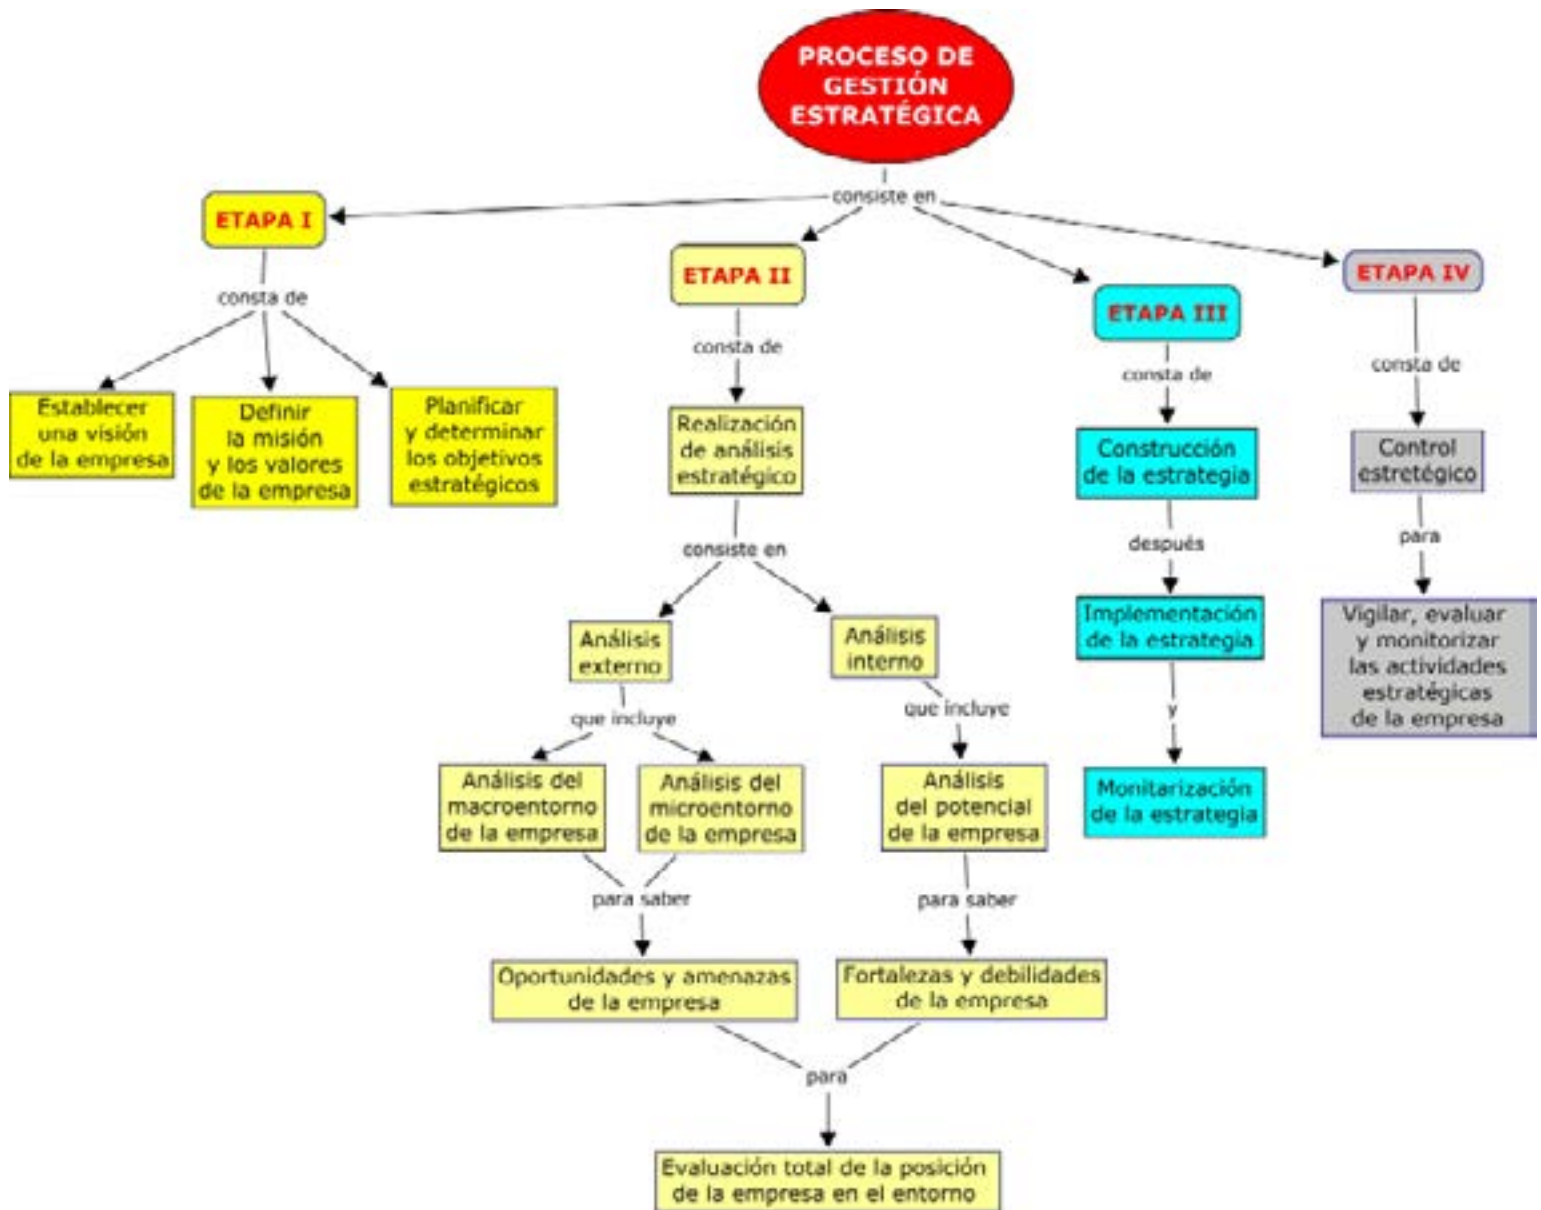 PROCESO DE
GESTIÓN
ESTRATÉGICA
consiste en
ETAPA I
consta de
Establecer
una visión
de la empresa
Definir
la misión
y los valores
de la empresa
Planificar
y determinar
los objetivos
estratégicos
ETAPA II
consta de
Realización
de análisis
estratégico
consiste en
Análisis
externo
que incluye
Análisis del
macroentorno
de la empresa
Análisis del
microentorno
de la empresa
para saber
Oportunidades y amenazas
de la empresa
Análisis
interno
que incluye
Análisis
del potencial
de la empresa
para saber
Fortalezas y debilidades
de la empresa
para
Evaluación total de la posición
de la empresa en el entorno
ETAPA III
consta de
Construcción
de la estrategia
después
Implementación
de la estrategia
y
Monitarización
de la estrategia
ETAPA IV
consta de
Control
estretégico
para
Vigilar, evaluar
y monitorizar
las actividades
estratégicas
de la empresa